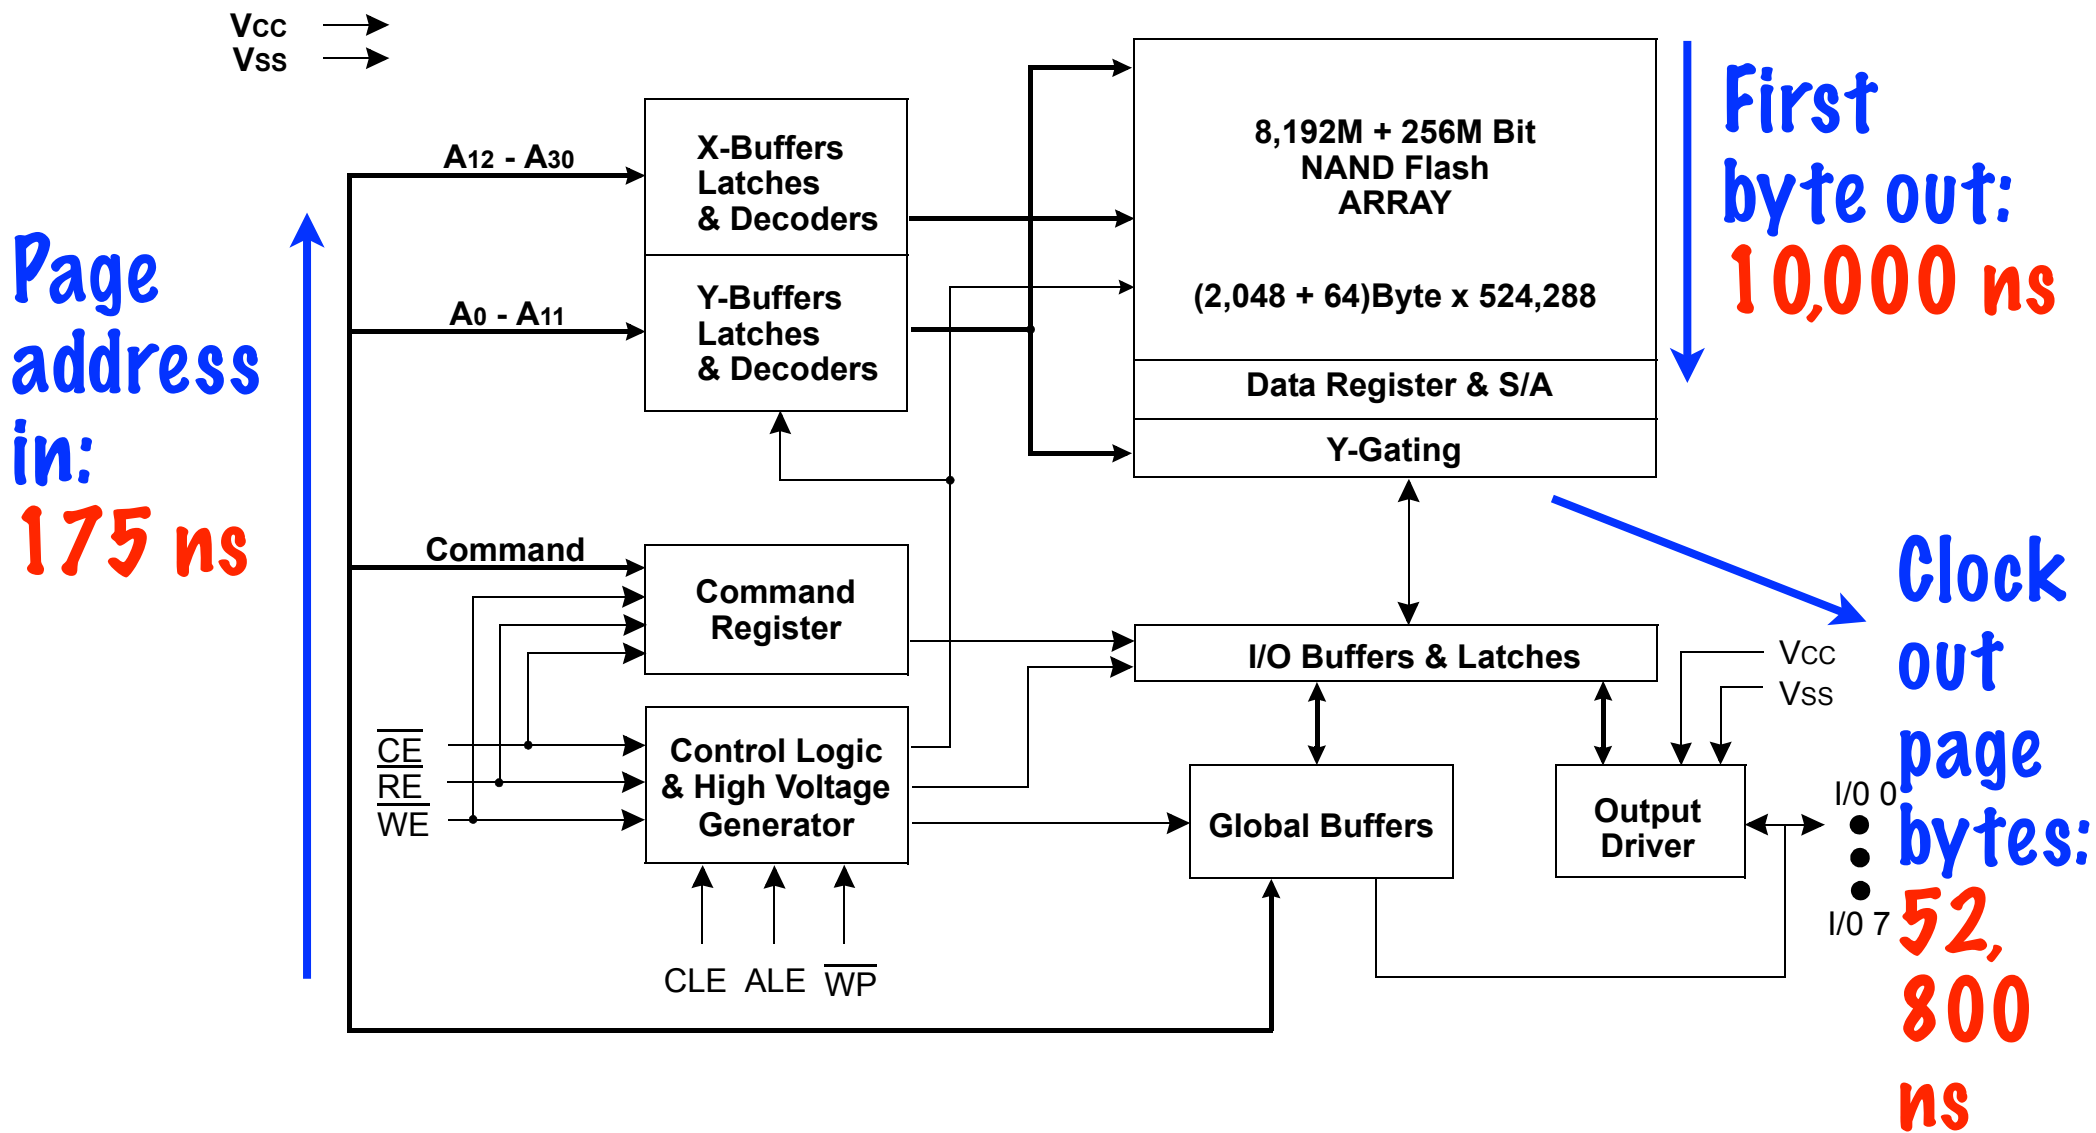 Vcc
Vss
Page
address
in:
175 ns
A12 - A30
A0 - A11
X-Buffers
Latches
& Decoders
Y-Buffers
Latches
& Decoders
8,192M + 256M Bit
NAND Flash
ARRAY
(2,048 + 64)Byte x 524,288
Data Register & S/A
Y-Gating
First
byte out:
10,000 ns
Command
Command
Register
CE
RE
WE
Control Logic
& High Voltage
Generator
CLE ALE WP
I/O Buffers & Latches
Global Buffers
Vcc
Vss
Output
Driver
I/0 0
I/0 7
Clock
out
page
bytes:
52,
800
ns